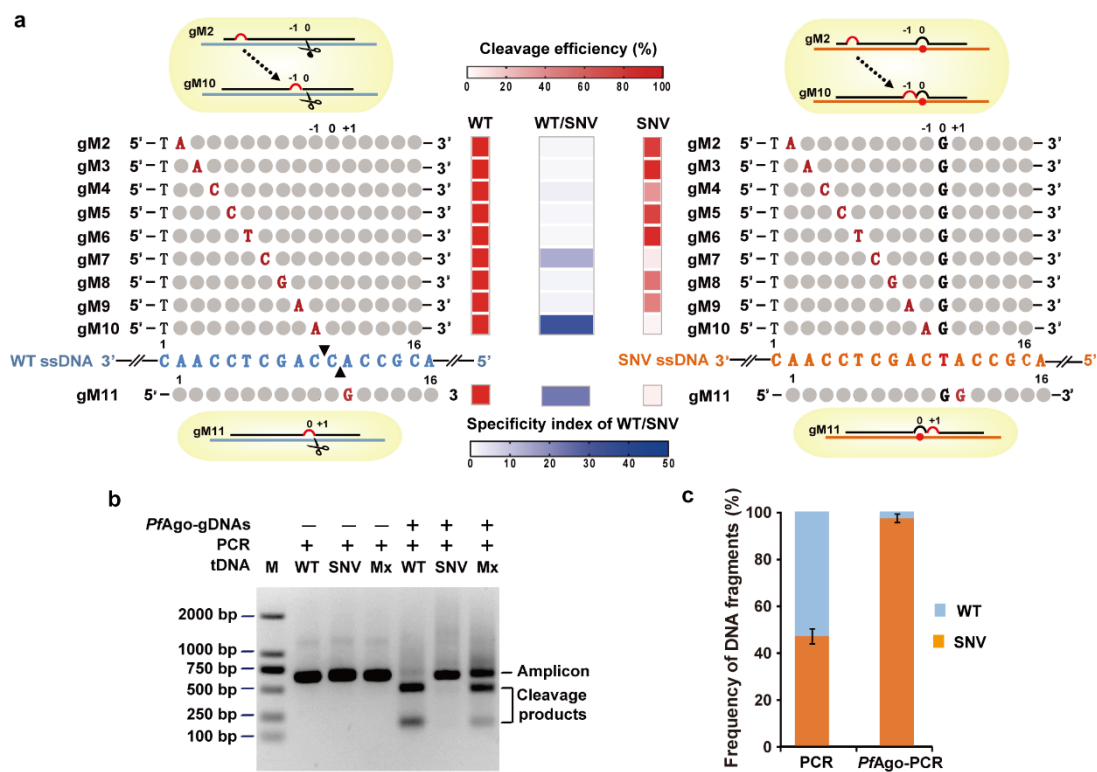 a
gM2
-1 0
gM10
-1 0
Cleavage efficiency (%)
0 20 40 60 80 100
gM2
0
gM10
-1 0
-1 0 +1
WT
WT/SNV
SNV
-1 0 +1
gM2 5' T A 3'
gM3 5' T A 3'
gM4 5' T C 3'
gM5 5' T C 3'
gM6 5' T T 3'
gM7 5' T C 3'
gM8 5' T G 3'
gM9 5' T A 3'
gM10 5' T A 3'
1 16
WT ssDNA 3' C A A C C T C G A C C A C C G C A 5'
1 16
gM11 5' G 3
gM11
0 +1
gM2 5' T A G 3'
gM3 5' T A G 3'
gM4 5' T C G 3'
gM5 5' T C G 3'
gM6 5' T T G 3'
gM7 5' T C G 3'
gM8 5' T G G 3'
gM9 5' T A G 3'
gM10 5' T A G 3'
1 16
SNV ssDNA 3' C A A C C T C G A C T A C C G C A 5'
1 16
gM11 5' G G 3'
gM11
0 +1
Specificity index of WT/SNV
0 10 20 30 40 50
b
PfAgo-gDNAs — — — + + +
PCR + + + + + +
tDNA M WT SNV Mx WT SNV Mx
2000 bp
1000 bp
750 bp
500 bp
250 bp
100 bp
Amplicon
Cleavage
products
c
Frequency of DNA fragments (%)
100
80
60
40
20
0
PCR PfAgo-PCR
WT
SNV